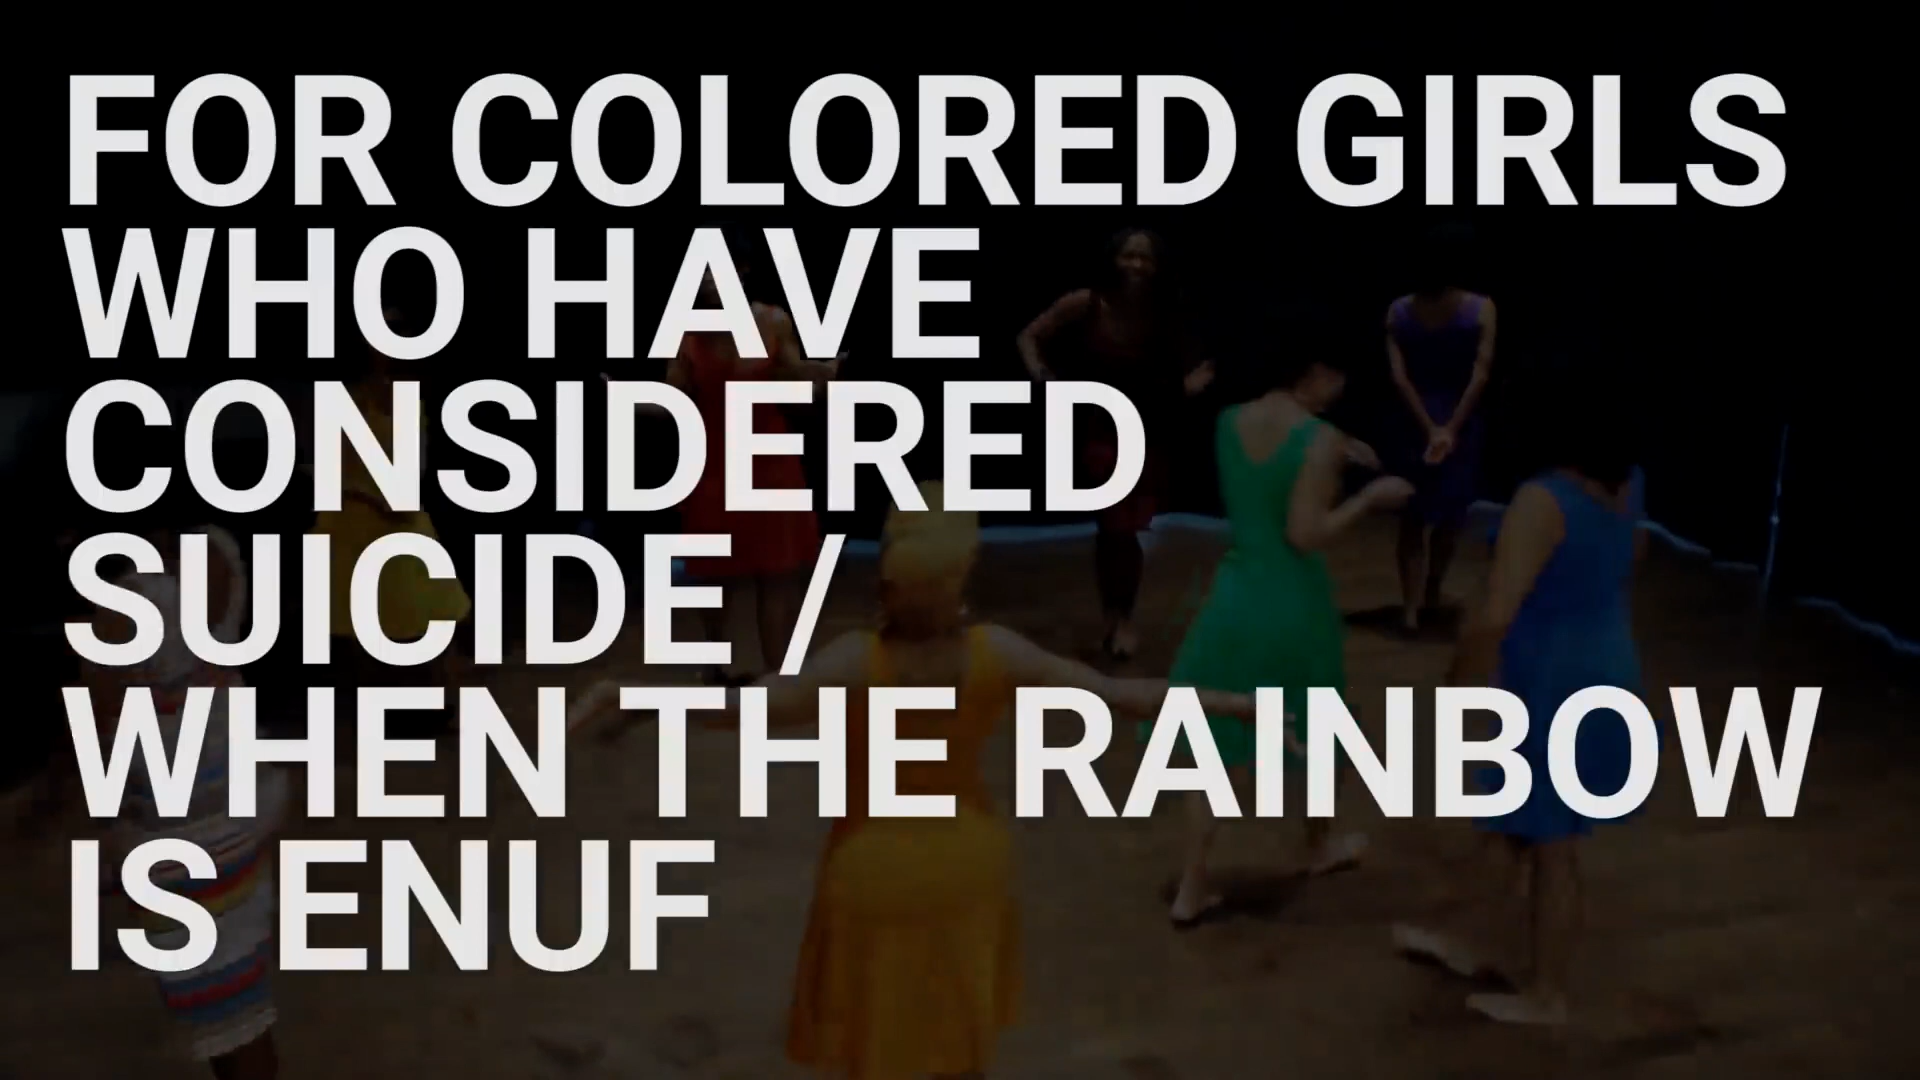 FOR COLORED GIRLS
WHO HAVE
CONSIDERED
SUICIDE /
WHEN THE RAINBOW
IS ENUF